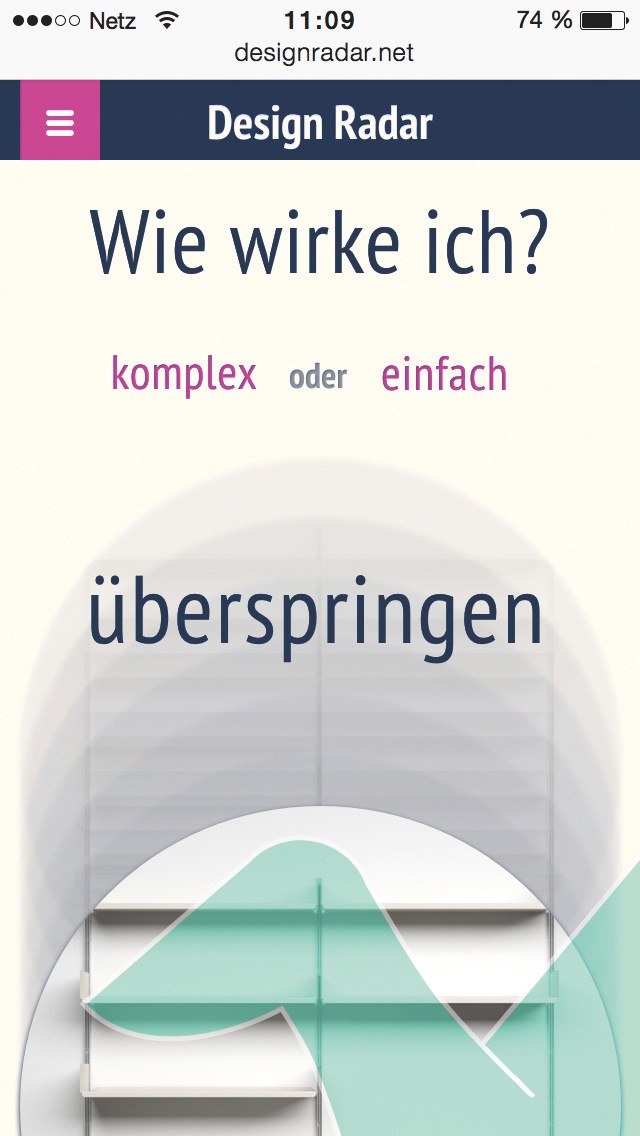 Netz 11:09 74 %
designradar.net
Design Radar
Wie wirke ich?
komplex oder einfach
überspringen